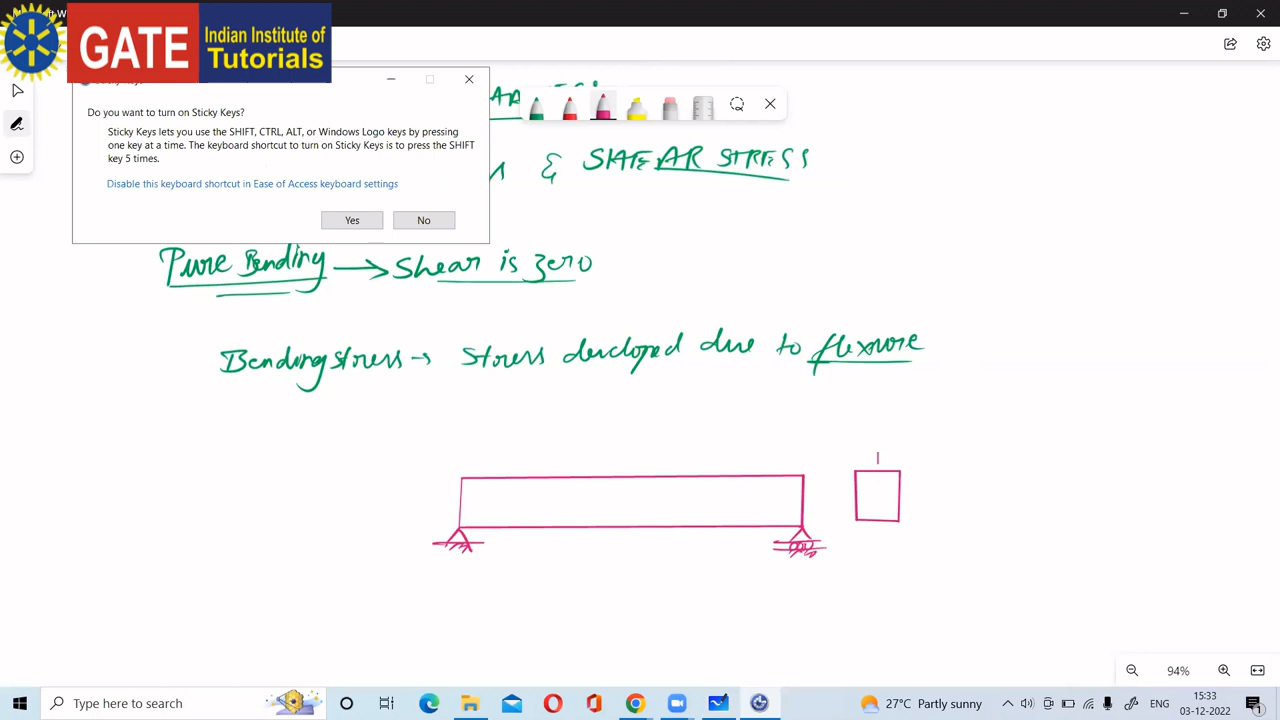 GATE
Indian Institute of
Tutorials
Do you want to turn on Sticky Keys?
Sticky Keys lets you use the SHIFT, CTRL, ALT, or Windows Logo keys by pressing
one key at a time. The keyboard shortcut to turn on Sticky Keys is to press the SHIFT
key 5 times.
Disable this keyboard shortcut in Ease of Access keyboard settings
Yes No
& SHEAR STRESS
Pure Bending → Shear is zero
Bending stress → Stress developed due to flexure
94%
Type here to search
27°C Partly sunny
ENG
15:33
03-12-2022
1